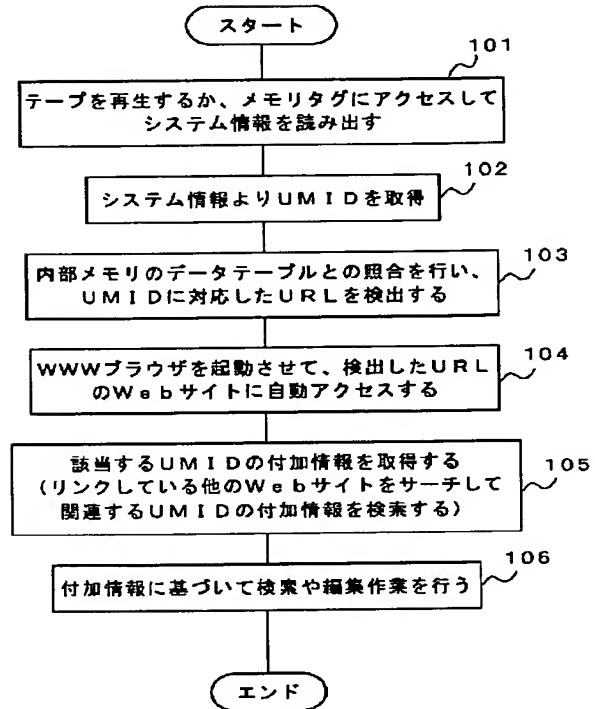 スタート
101
テープを再生するか、メモリタグにアクセスして
システム情報を読み出す
102
システム情報よりUMIDを取得
103
内部メモリのデータテーブルとの照合を行い、
UMIDに対応したURLを検出する
104
WWWブラウザを起動させて、検出したURL
のWebサイトに自動アクセスする
105
該当するUMIDの付加情報を取得する
(リンクしている他のWebサイトをサーチして
関連するUMIDの付加情報を検索する)
106
付加情報に基づいて検索や編集作業を行う
エンド